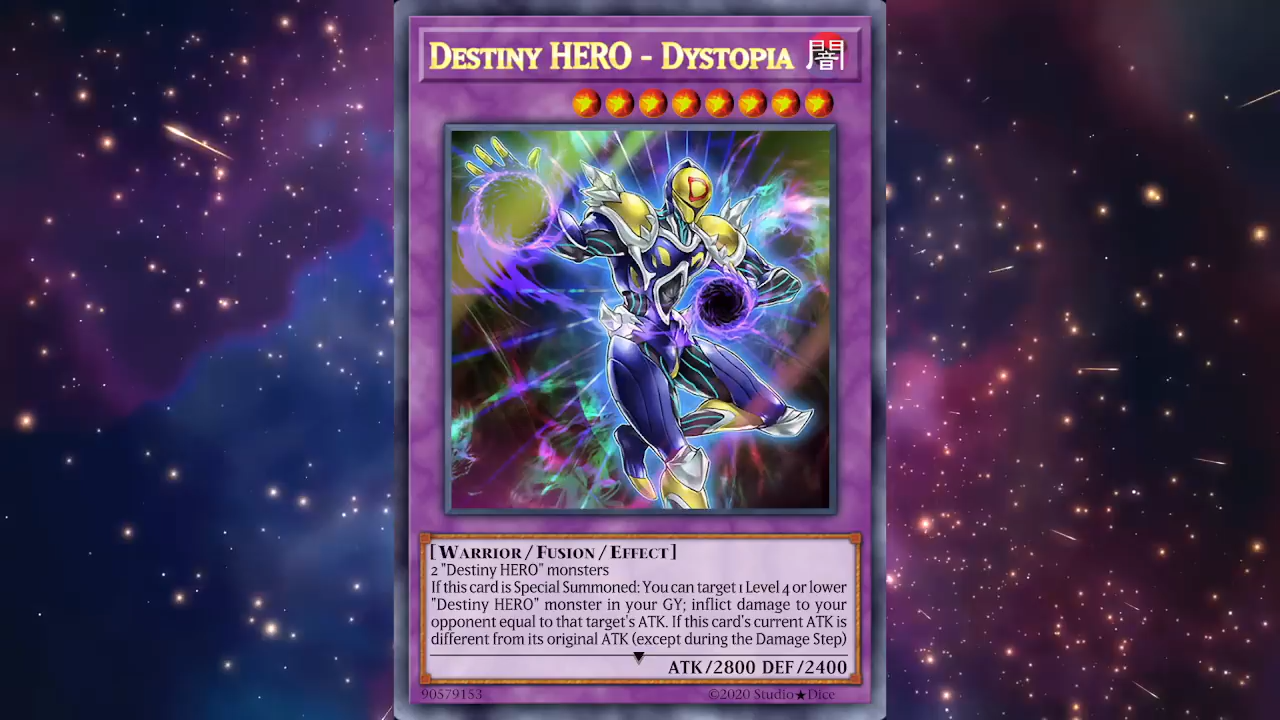 Destiny HERO - Dystopia 闇
D
[Warrior/Fusion/Effect]
2 "Destiny HERO" monsters
If this card is Special Summoned: You can target 1 Level 4 or lower
"Destiny HERO" monster in your GY; inflict damage to your
opponent equal to that target's ATK. If this card's current ATK is
different from its original ATK (except during the Damage Step)
ATK/2800 DEF/2400
90579153 ©2020 Studio★Dice